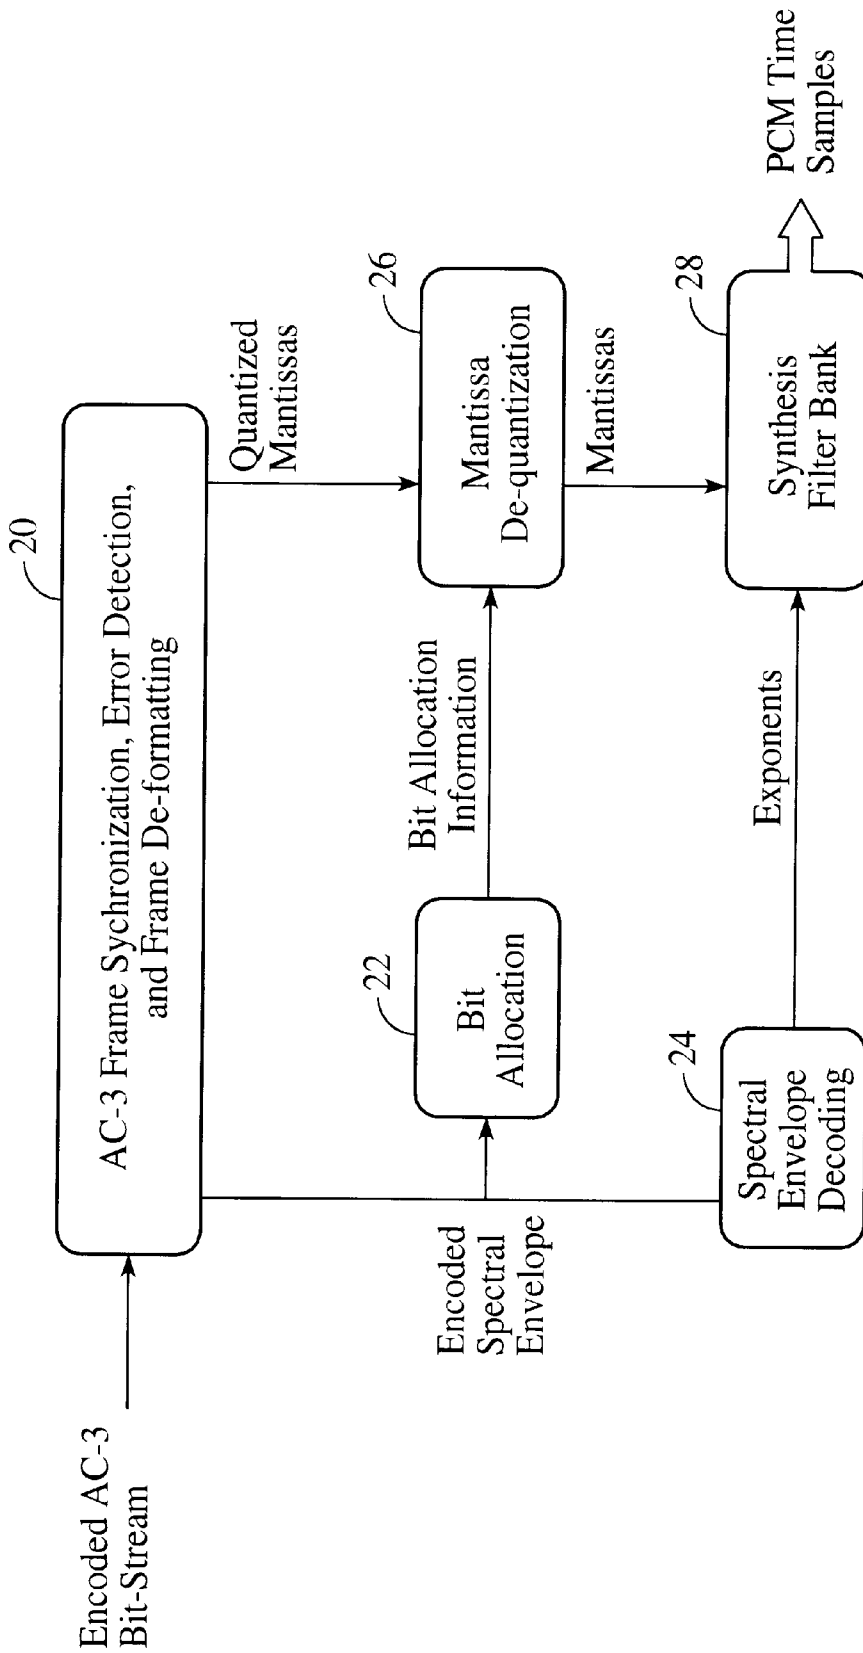 Encoded AC-3
Bit-Stream
20
AC-3 Frame Sychronization, Error Detection,
and Frame De-formatting
Encoded
Spectral
Envelope
Quantized
Mantissas
22
Bit
Allocation
Bit Allocation
Information
26
Mantissa
De-quantization
Mantissas
24
Spectral
Envelope
Decoding
Exponents
28
Synthesis
Filter Bank
PCM Time
Samples